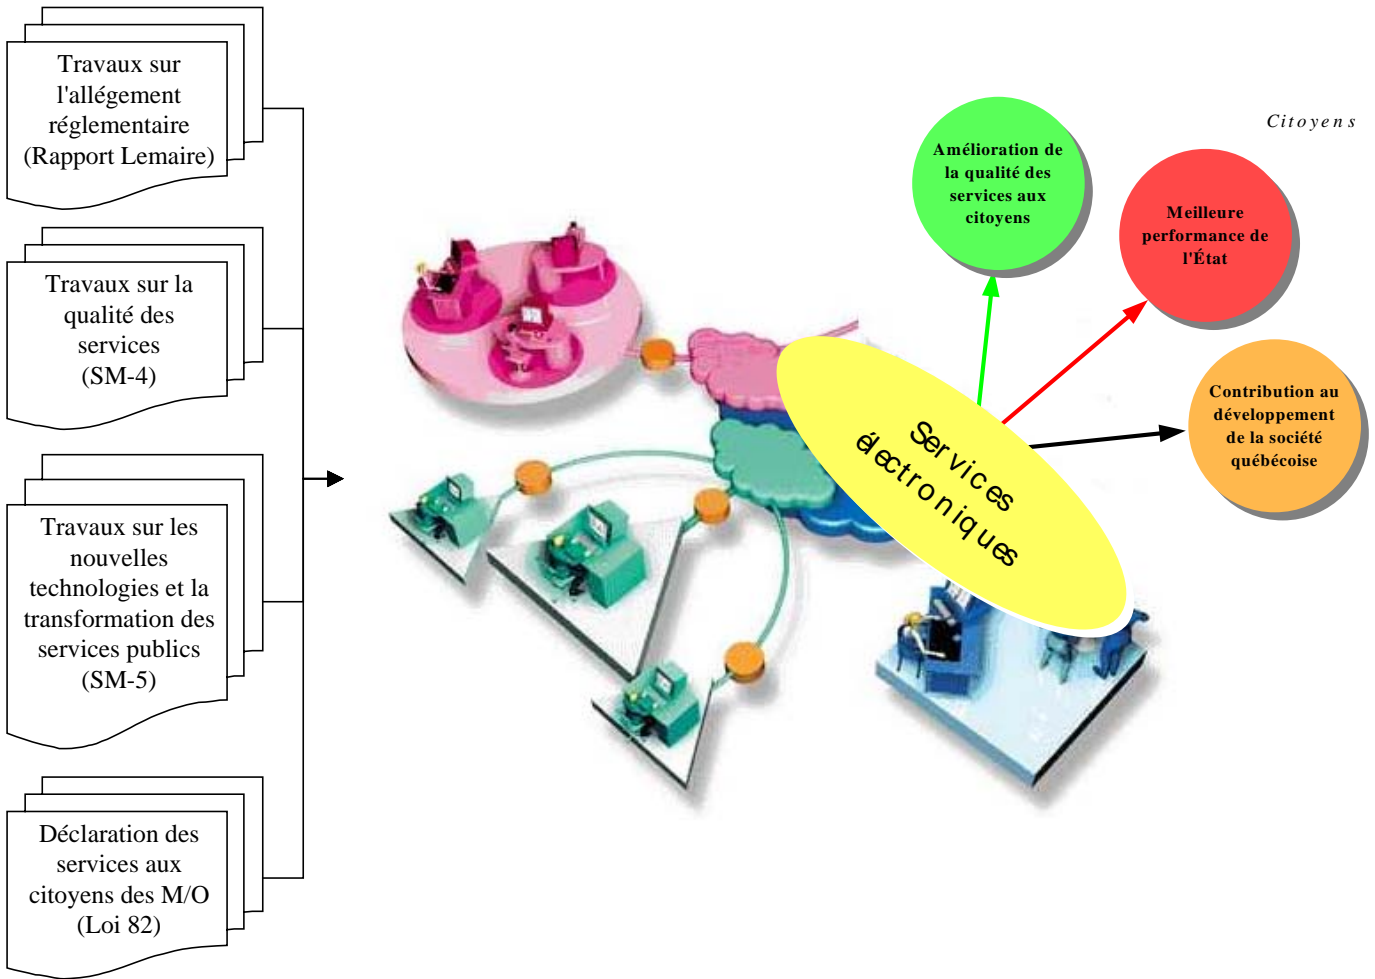 Travaux sur
l'allégement
réglementaire
(Rapport Lemaire)
Travaux sur la
qualité des
services
(SM-4)
Travaux sur les
nouvelles
technologies et la
transformation des
services publics
(SM-5)
Déclaration des
services aux
citoyens des M/O
(Loi 82)
Services
électroniques
Amélioration de
la qualité des
services aux
citoyens
Citoyens
Meilleure
performance de
l'État
Contribution au
développement
de la société
québécoise